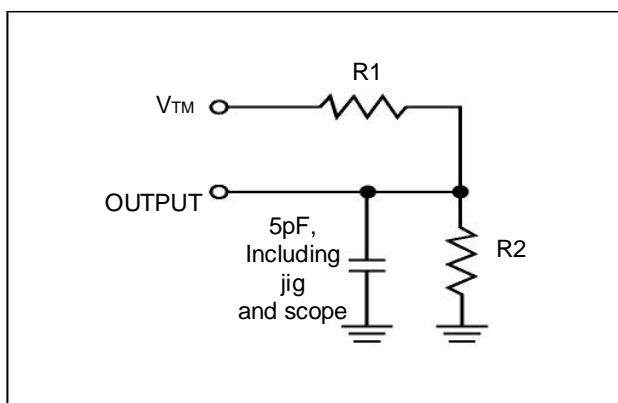 R1
VTM
OUTPUT
5pF,
Including
jig
and scope
R2